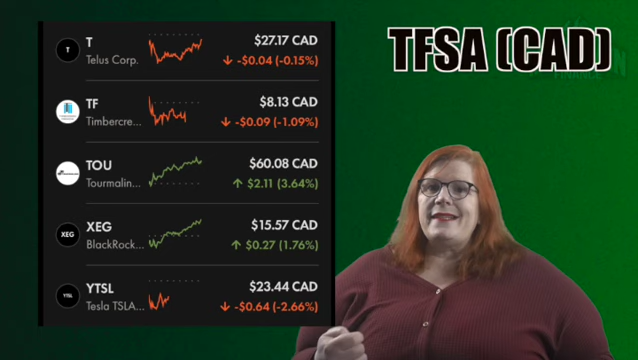 TFSA (CAD)
T
T
Telus Corp.
$27.17 CAD
↓ -$0.04 (-0.15%)
TF
Timbercre...
$8.13 CAD
↓ -$0.09 (-1.09%)
TOU
Tourmalin...
$60.08 CAD
↑ $2.11 (3.64%)
XEG
XEG
BlackRock...
$15.57 CAD
↑ $0.27 (1.76%)
YTSL
YTSL
Tesla TSLA...
$23.44 CAD
↓ -$0.64 (-2.66%)